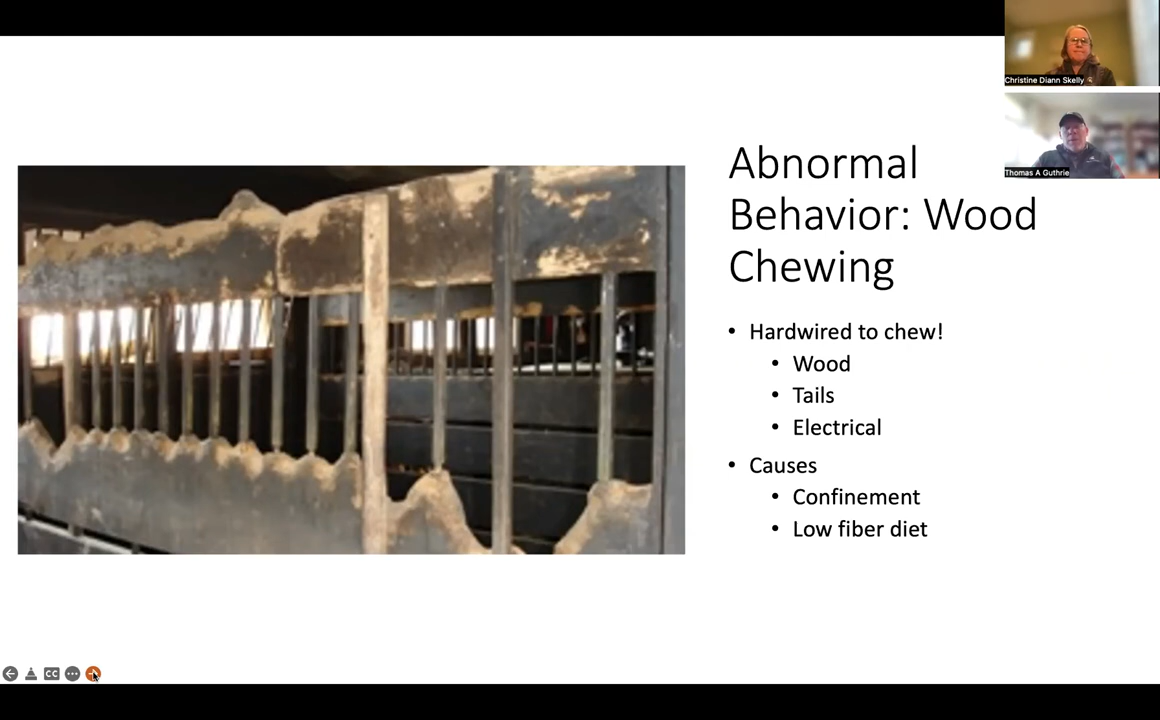 Christine Diann Skelly
Thomas A Guthrie
Abnormal
Behavior: Wood
Chewing
• Hardwired to chew!
• Wood
• Tails
• Electrical
• Causes
• Confinement
• Low fiber diet
CC